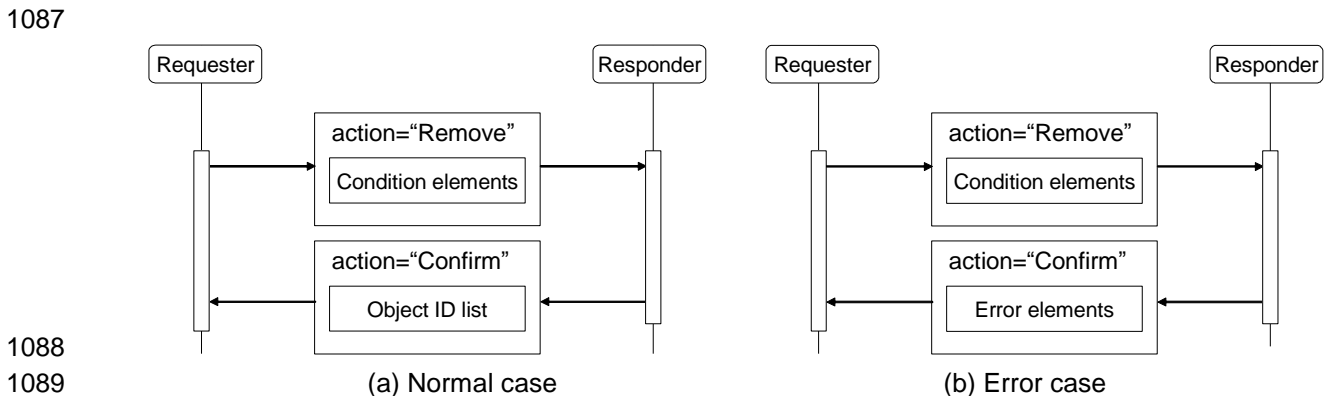 1087
Requester
Responder
action=“Remove”
Condition elements
action=“Confirm”
Object ID list
Requester
Responder
action=“Remove”
Condition elements
action=“Confirm”
Error elements
1088
1089 (a) Normal case (b) Error case